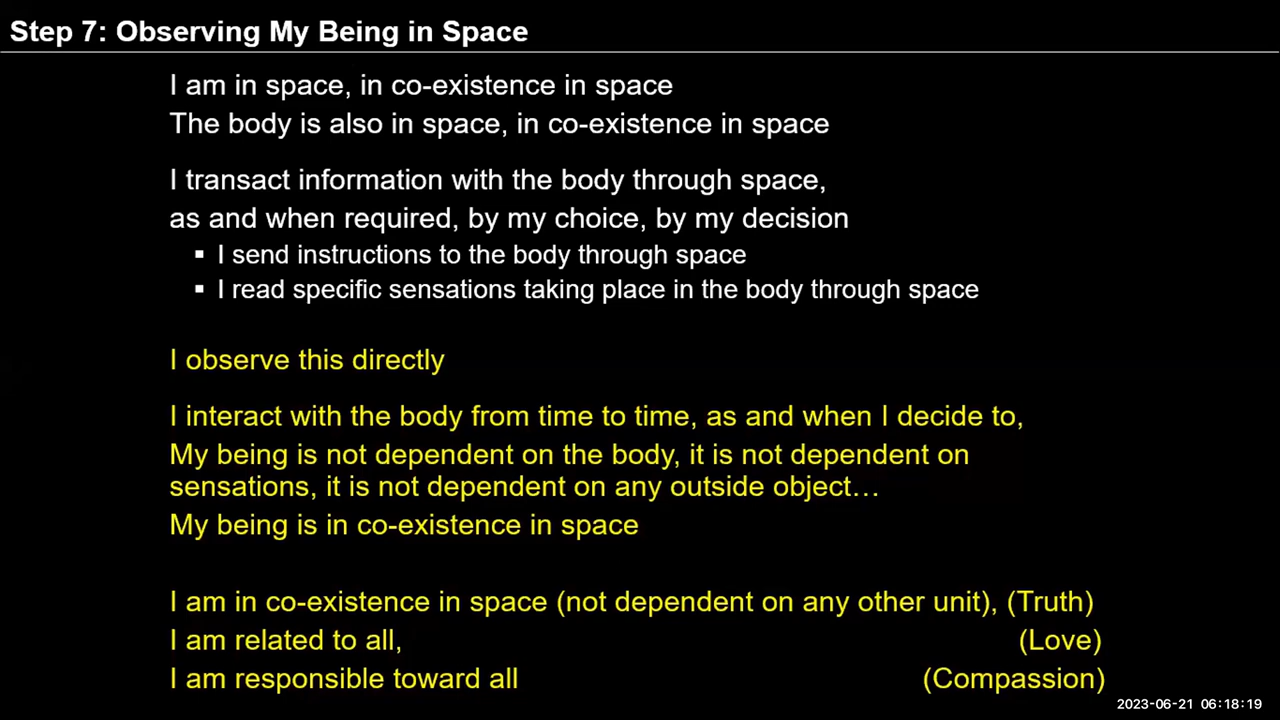 Step 7: Observing My Being in Space
I am in space, in co-existence in space
The body is also in space, in co-existence in space
I transact information with the body through space,
as and when required, by my choice, by my decision
▪ I send instructions to the body through space
▪ I read specific sensations taking place in the body through space
I observe this directly
I interact with the body from time to time, as and when I decide to,
My being is not dependent on the body, it is not dependent on
sensations, it is not dependent on any outside object…
My being is in co-existence in space
I am in co-existence in space (not dependent on any other unit), (Truth)
I am related to all, (Love)
I am responsible toward all (Compassion)
2023-06-21 06:18:19